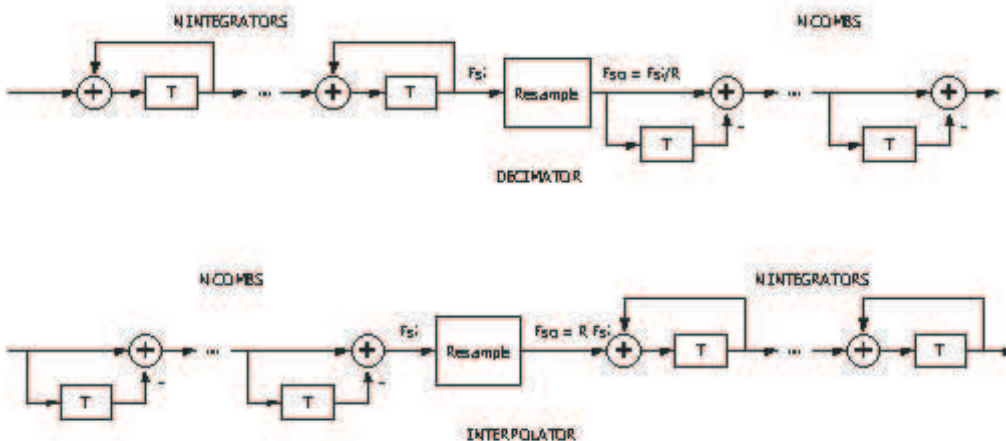 N INTEGRATORS N COMBS
Fsi Fso = Fsi/R
+ T ... + T Resample + ... +
- -
T T
DECIMATOR
N COMBS N INTEGRATORS
Fsi Fso = R Fsi
+ ... + Resample + T ... + T
- -
T T
INTERPOLATOR